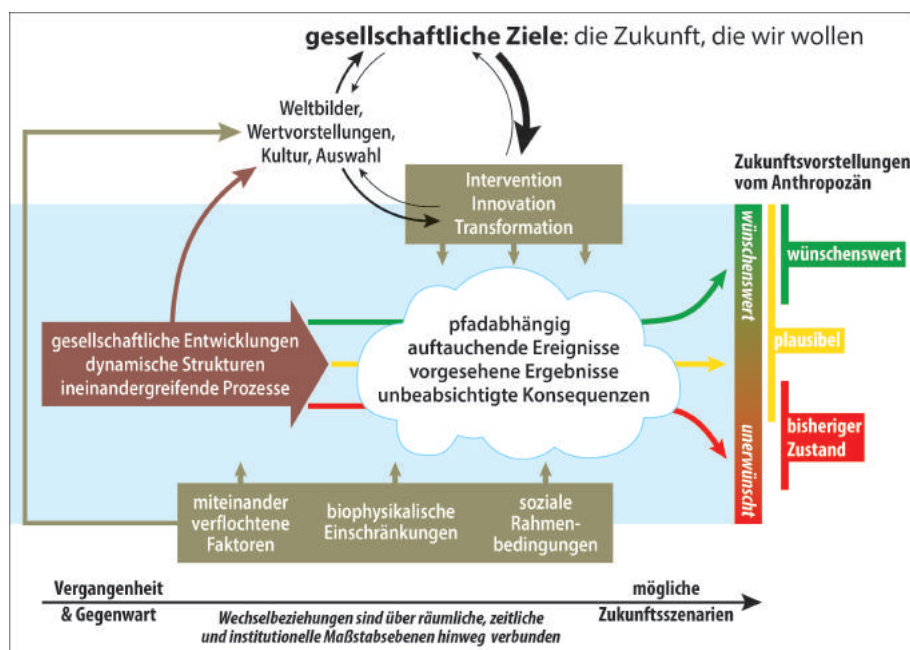 gesellschaftliche Ziele: die Zukunft, die wir wollen
Weltbilder,
Wertvorstellungen,
Kultur, Auswahl
Intervention
Innovation
Transformation
Zukunftsvorstellungen
vom Anthropozän
wünschenswert
unerwünscht
wünschenswert
plausibel
bisheriger
Zustand
gesellschaftliche Entwicklungen
dynamische Strukturen
ineinandergreifende Prozesse
pfadabhängig
auftauchende Ereignisse
vorgesehene Ergebnisse
unbeabsichtigte Konsequenzen
miteinander
verflochtene
Faktoren
biophysikalische
Einschränkungen
soziale
Rahmen-
bedingungen
Vergangenheit
& Gegenwart
Wechselbeziehungen sind über räumliche, zeitliche
und institutionelle Maßstabsebenen hinweg verbunden
mögliche
Zukunftsszenarien